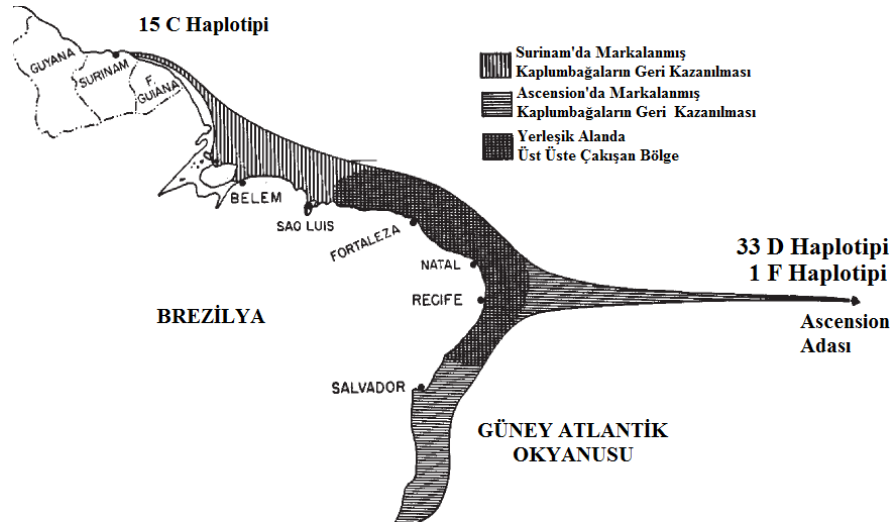 15 C Haplotipi
GUYANA
SURINAM
F.
GUIANA
Surinam'da Markalanmış
Kaplumbağaların Geri Kazanılması
Ascension'da Markalanmış
Kaplumbağaların Geri Kazanılması
Yerleşik Alanda
Üst Üste Çakışan Bölge
BELEM
SAO LUIS
FORTALEZA
NATAL
RECIFE
33 D Haplotipi
1 F Haplotipi
Ascension
Adası
BREZİLYA
SALVADOR
GÜNEY ATLANTİK
OKYANUSU